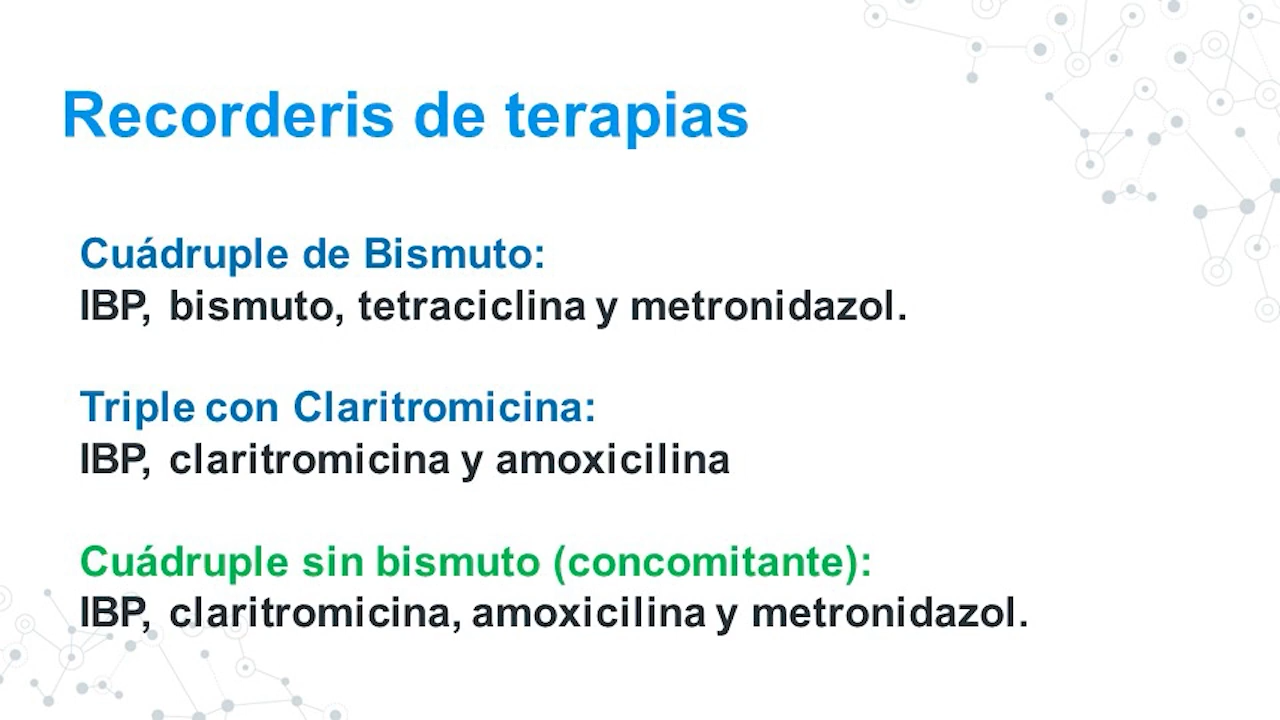 Recorderis de terapias
Cuádruple de Bismuto:
IBP, bismuto, tetraciclina y metronidazol.
Triple con Claritromicina:
IBP, claritromicina y amoxicilina
Cuádruple sin bismuto (concomitante):
IBP, claritromicina, amoxicilina y metronidazol.